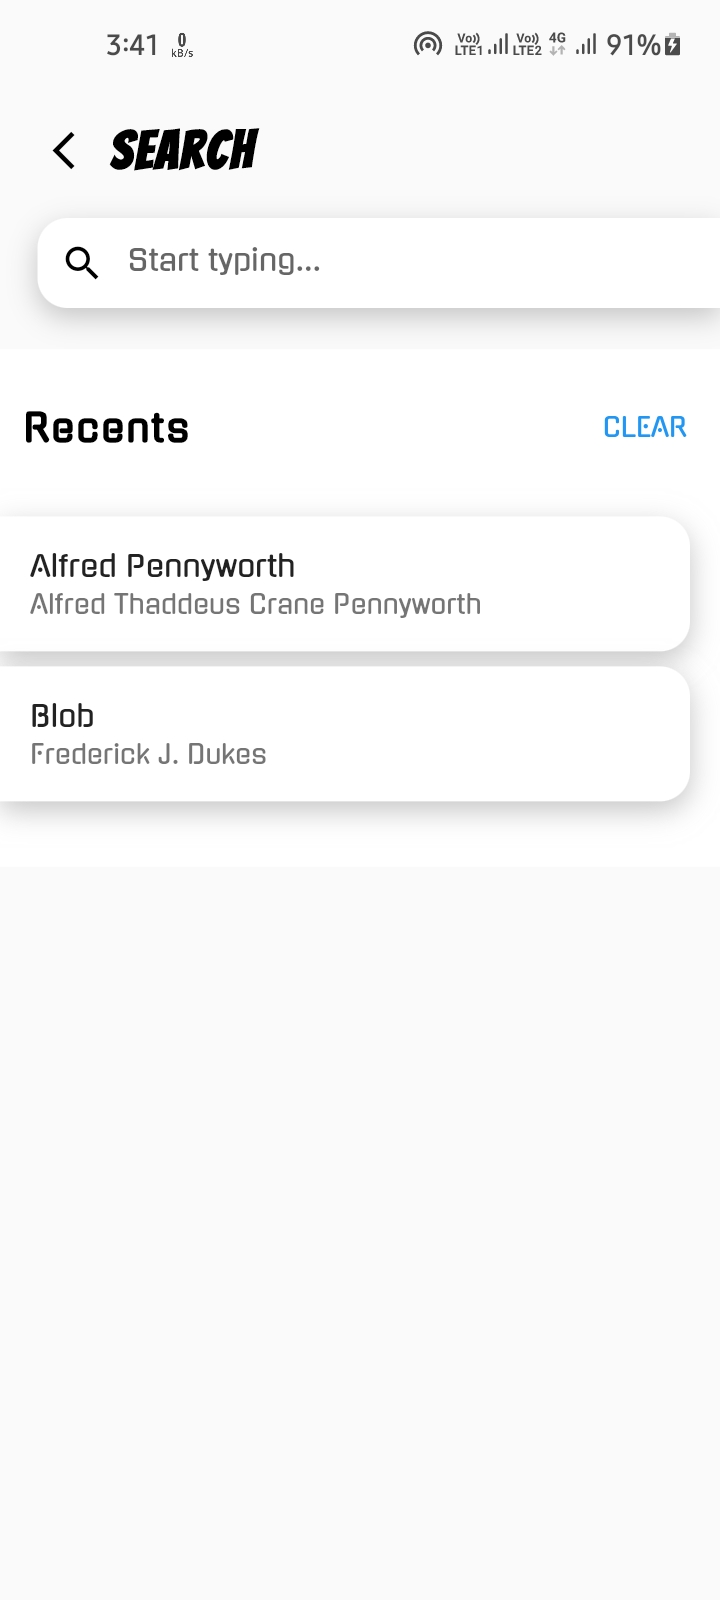 3:41 0 kB/s Vo)) LTE1 Vo)) LTE2 4G 91%
SEARCH
Start typing...
Recents CLEAR
Alfred Pennyworth
Alfred Thaddeus Crane Pennyworth
Blob
Frederick J. Dukes